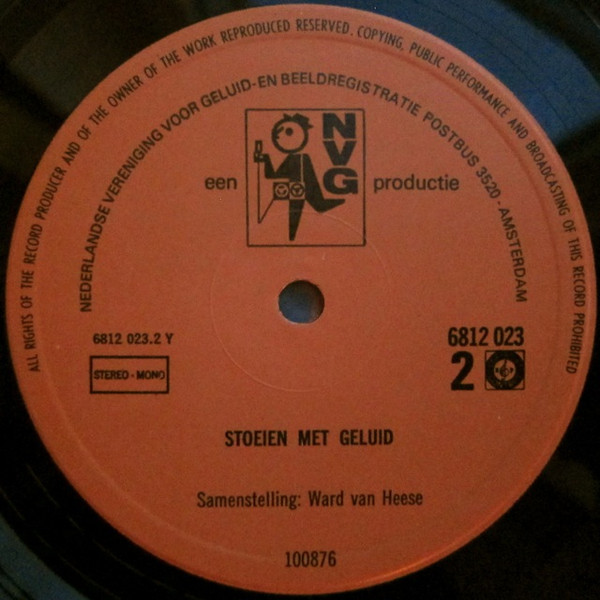 ALL RIGHTS OF THE RECORD PRODUCER AND OF THE OWNER OF THE WORK REPRODUCED RESERVED. COPYING, PUBLIC PERFORMANCE AND BROADCASTING OF THIS RECORD PROHIBITED
NEDERLANDSE VERENIGING VOOR GELUID-EN BEELDREGISTRATIE POSTBUS 3520 - AMSTERDAM
een NVG productie
6812 023.2 Y
6812 023
STEREO - MONO
2
STOEIEN MET GELUID
Samenstelling: Ward van Heese
100876